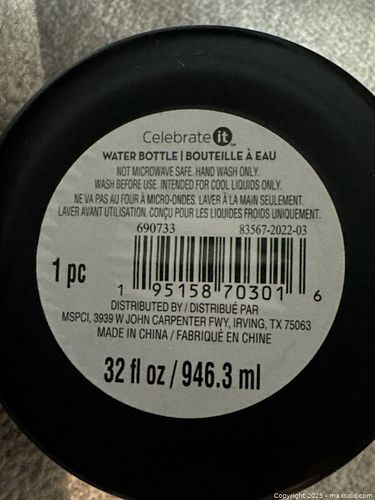 Celebrate it™
WATER BOTTLE | BOUTEILLE À EAU
NOT MICROWAVE SAFE. HAND WASH ONLY.
WASH BEFORE USE. INTENDED FOR COOL LIQUIDS ONLY.
NE VA PAS AU FOUR À MICRO-ONDES. LAVER À LA MAIN SEULEMENT.
LAVER AVANT UTILISATION. CONÇU POUR LES LIQUIDES FROIDS UNIQUEMENT.
690733 83567-2022-03
1 pc
1 95158 70301 6
DISTRIBUTED BY / DISTRIBUÉ PAR
MSPCI, 3939 W JOHN CARPENTER FWY, IRVING, TX 75063
MADE IN CHINA / FABRIQUÉ EN CHINE
32 fl oz / 946.3 ml
Copyright 2025 - maxsold.com